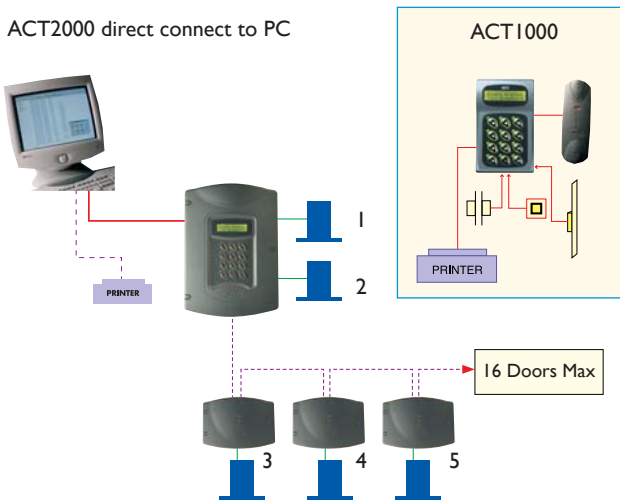 ACT2000 direct connect to PC
ACT1000
1
2
PRINTER
PRINTER
16 Doors Max
3
4
5